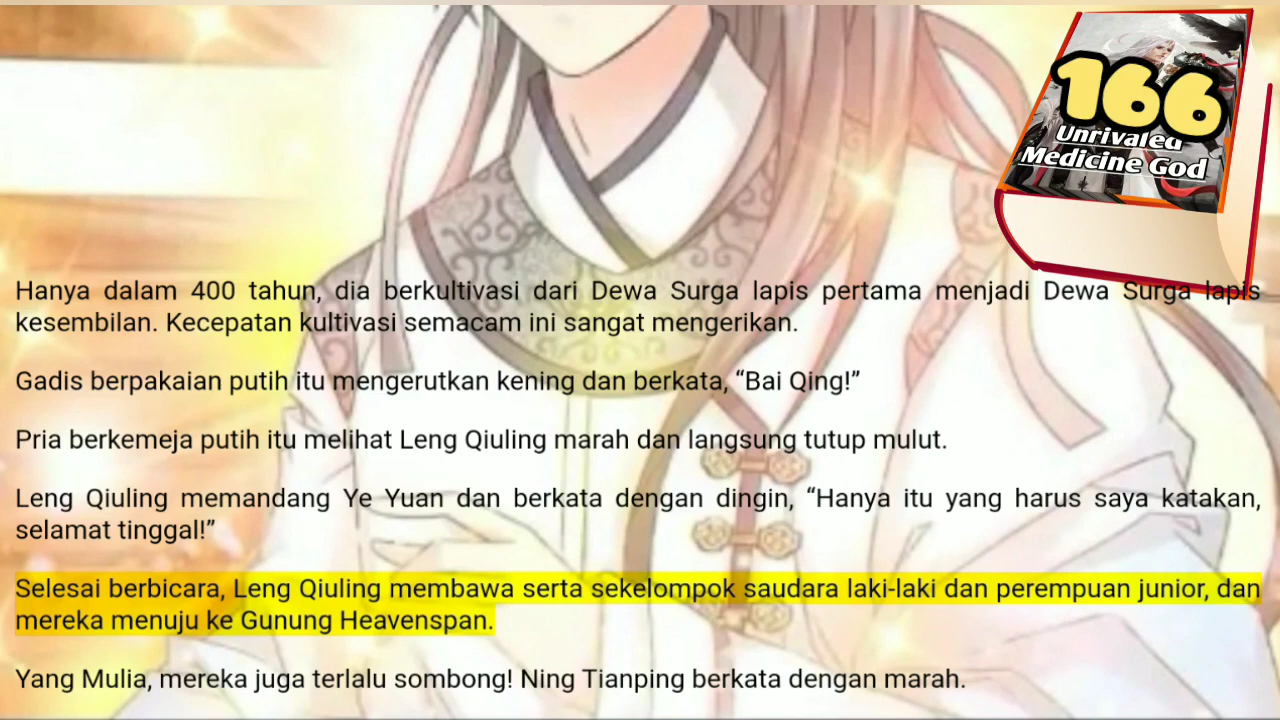 166
Unrivaled
Medicine God
Hanya dalam 400 tahun, dia berkultivasi dari Dewa Surga lapis pertama menjadi Dewa Surga lapis
kesembilan. Kecepatan kultivasi semacam ini sangat mengerikan.
Gadis berpakaian putih itu mengerutkan kening dan berkata, “Bai Qing!”
Pria berkemeja putih itu melihat Leng Qiuling marah dan langsung tutup mulut.
Leng Qiuling memandang Ye Yuan dan berkata dengan dingin, “Hanya itu yang harus saya katakan,
selamat tinggal!”
Selesai berbicara, Leng Qiuling membawa serta sekelompok saudara laki-laki dan perempuan junior, dan
mereka menuju ke Gunung Heavenspan.
Yang Mulia, mereka juga terlalu sombong! Ning Tianping berkata dengan marah.